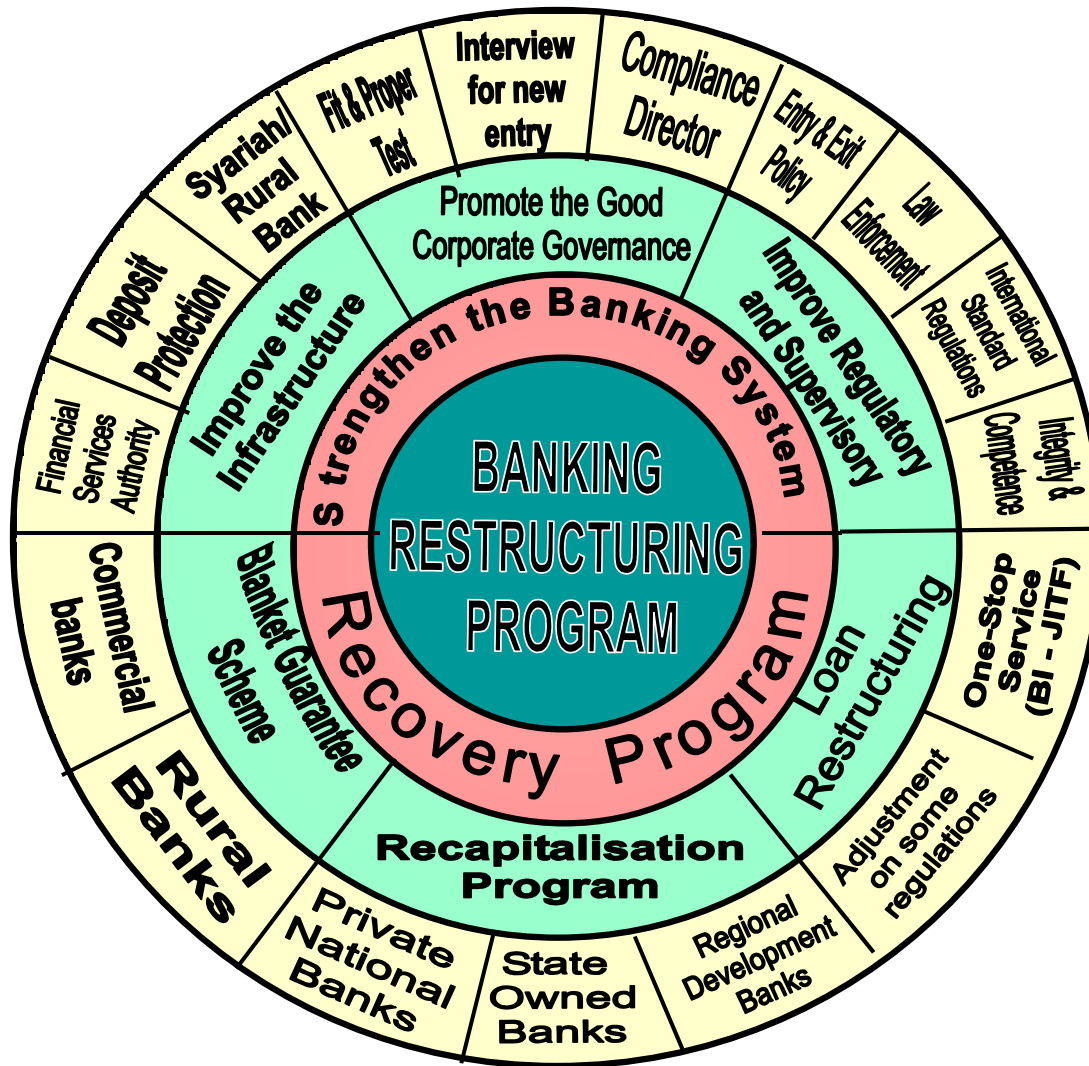 BANKING
RESTRUCTURING
PROGRAM
Strengthen the Banking System
Recovery Program
Improve the
Infrastructure
Promote the Good
Corporate Governance
Improve Regulatory
and Supervisory
Loan
Restructuring
Recapitalisation
Program
Blanket Guarantee
Scheme
Financial
Services
Authority
Deposit
Protection
Syariah/
Rural
Bank
Fit & Proper
Test
Interview
for new
entry
Compliance
Director
Entry & Exit
Policy
Law
Enforcement
International
Standard
Regulations
Integrity &
Competence
One-Stop
Service
(BI - JITF)
Adjustment
on some
regulations
Regional
Development
Banks
State
Owned
Banks
Private
National
Banks
Rural
Banks
Commercial
banks